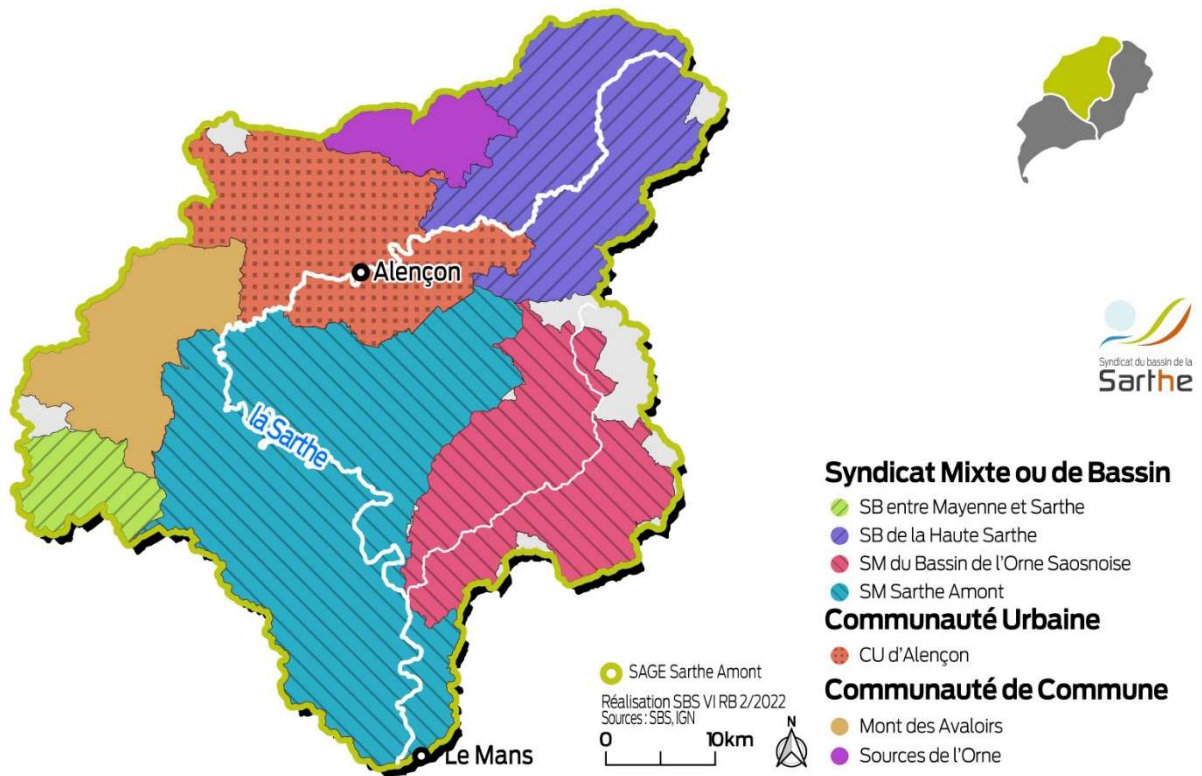 Alençon
la Sarthe
Le Mans
Syndicat du bassin de la
Sarthe
Syndicat Mixte ou de Bassin
SB entre Mayenne et Sarthe
SB de la Haute Sarthe
SM du Bassin de l'Orne Saosnoise
SM Sarthe Amont
Communauté Urbaine
CU d'Alençon
Communauté de Commune
Mont des Avaloirs
Sources de l'Orne
SAGE Sarthe Amont
Réalisation SBS VI RB 2/2022
Sources : SBS, IGN
0 10km
N